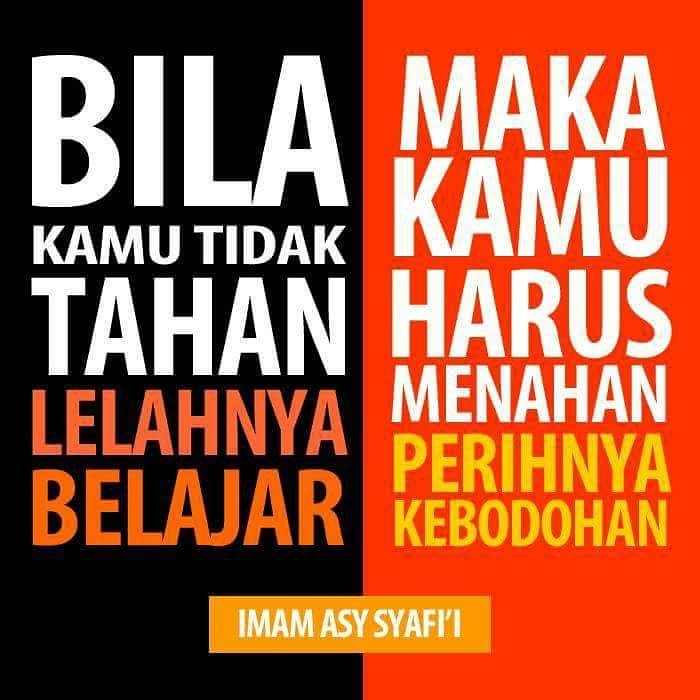 BILA
KAMU TIDAK
TAHAN
LELAHNYA
BELAJAR
MAKA
KAMU
HARUS
MENAHAN
PERIHNYA
KEBODOHAN
IMAM ASY SYAFI'I